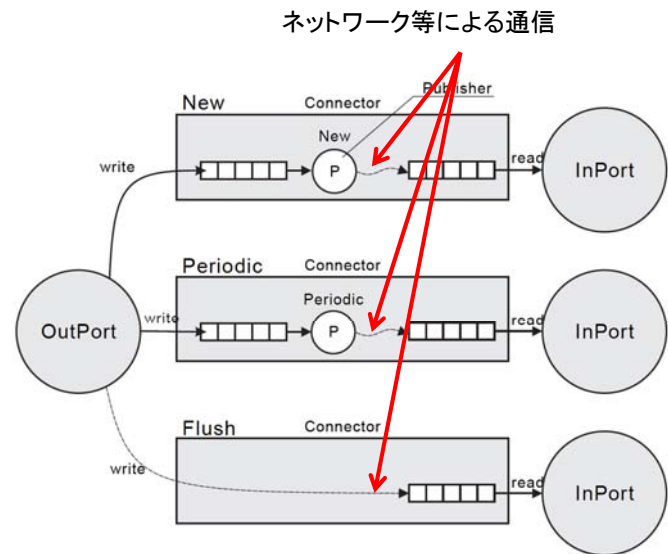 ネットワーク等による通信
Publisher
New
Connector
New
P
write
read
InPort
Periodic
Connector
Periodic
P
OutPort
write
read
InPort
Flush
Connector
write
read
InPort